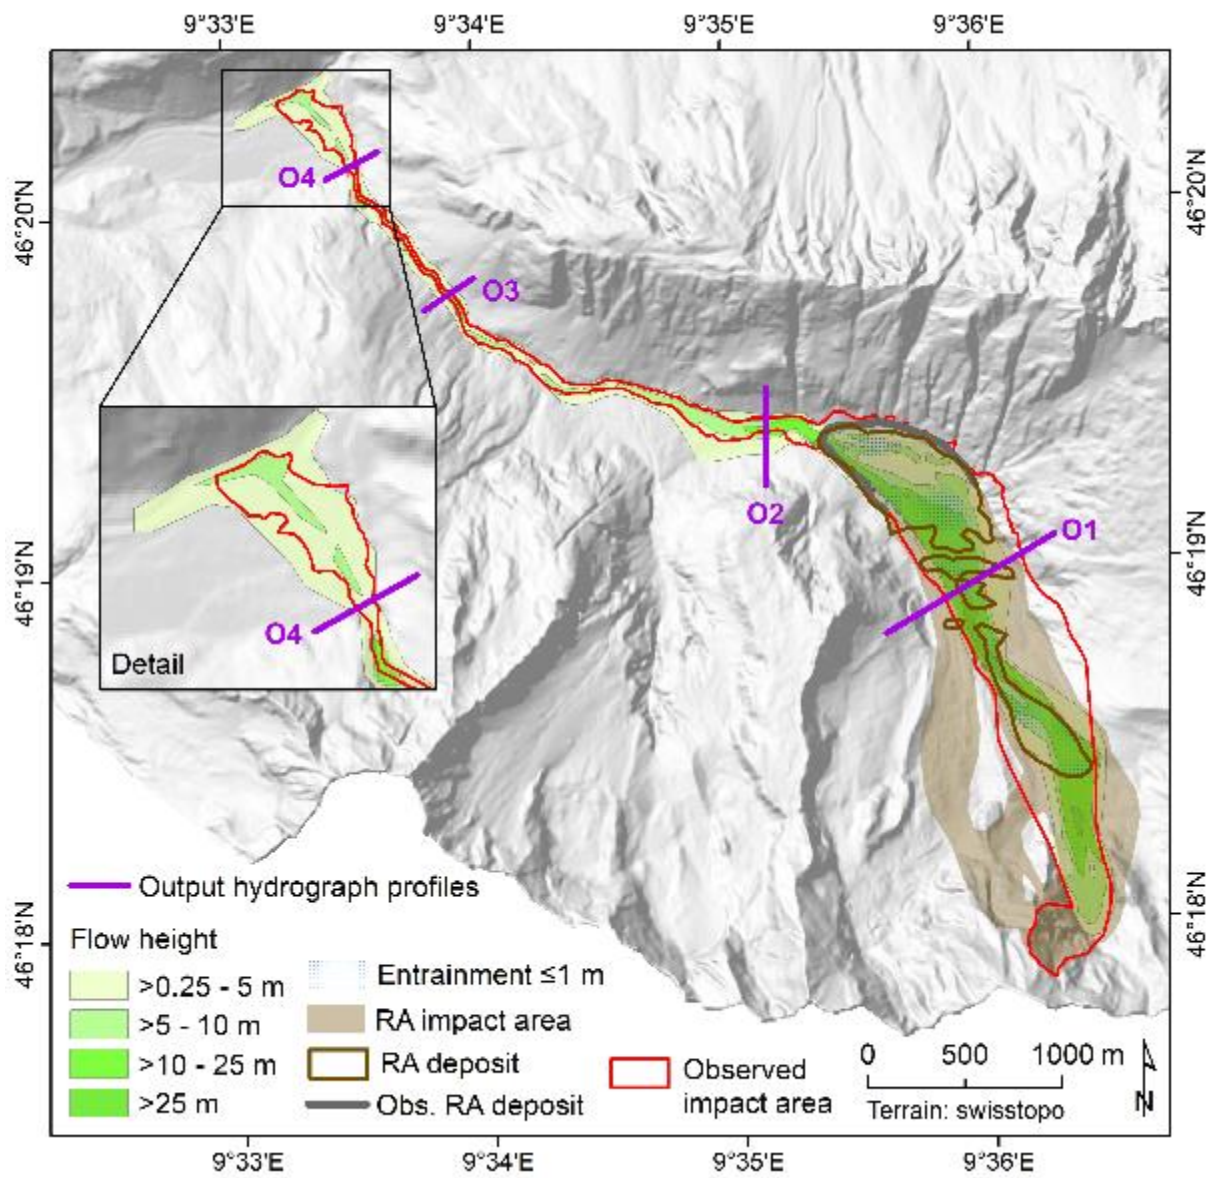 9°33'E 9°34'E 9°35'E 9°36'E
46°20'N
46°20'N
O4
O3
O2
O1
46°19'N
46°19'N
O4
Detail
46°18'N
46°18'N
Output hydrograph profiles
Flow height
>0.25 - 5 m
>5 - 10 m
>10 - 25 m
>25 m
Entrainment ≤1 m
RA impact area
RA deposit
Obs. RA deposit
Observed
impact area
0 500 1000 m
Terrain: swisstopo
N
9°33'E 9°34'E 9°35'E 9°36'E